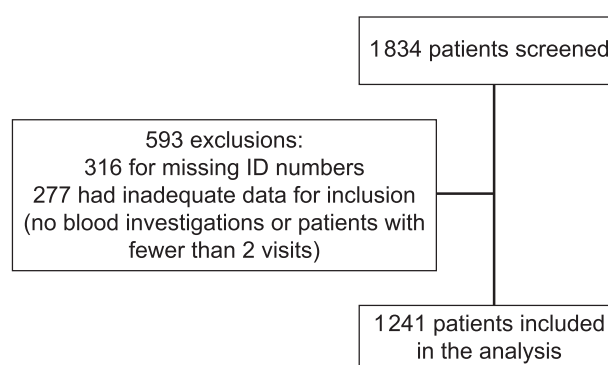 1834 patients screened
593 exclusions:
316 for missing ID numbers
277 had inadequate data for inclusion
(no blood investigations or patients with
fewer than 2 visits)
1241 patients included
in the analysis